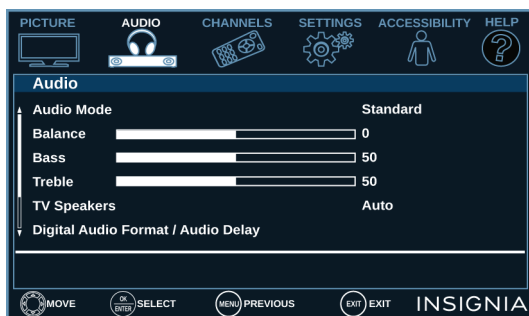 PICTURE AUDIO CHANNELS SETTINGS ACCESSIBILITY HELP
Audio
Audio Mode Standard
Balance 0
Bass 50
Treble 50
TV Speakers Auto
Digital Audio Format / Audio Delay
MOVE OK ENTER SELECT MENU PREVIOUS EXIT EXIT INSIGNIA